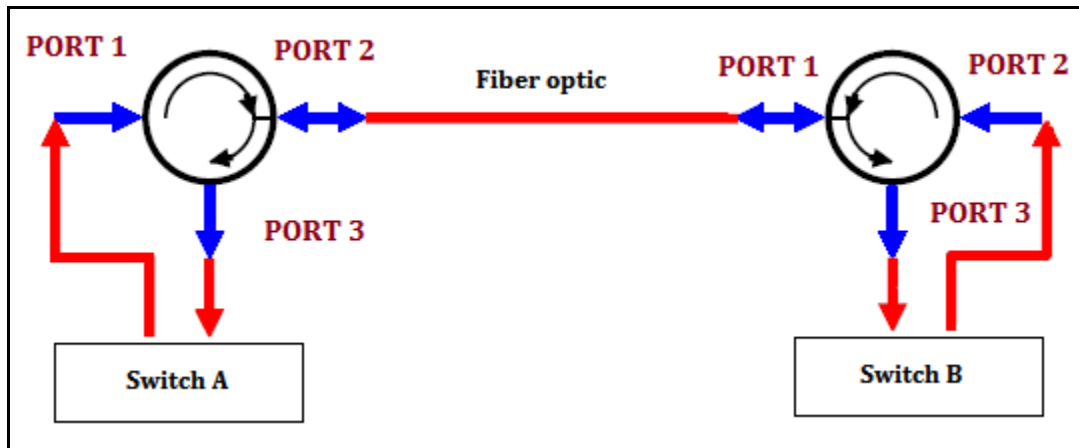 PORT 1
PORT 2
Fiber optic
PORT 1
PORT 2
PORT 3
PORT 3
Switch A
Switch B